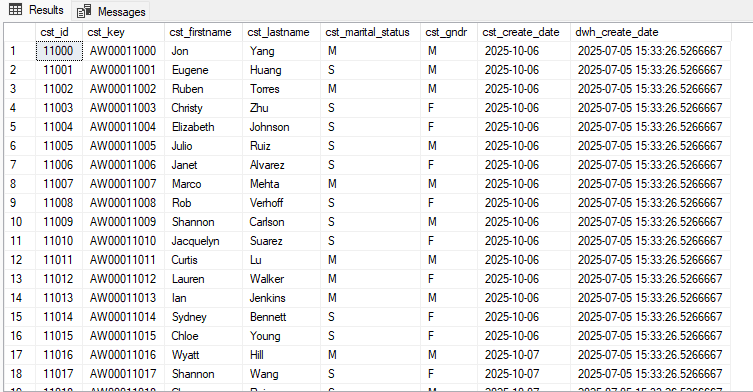 Results Messages
cst_id cst_key cst_firstname cst_lastname cst_marital_status cst_gndr cst_create_date dwh_create_date
1 11000 AW00011000 Jon Yang M M 2025-10-06 2025-07-05 15:33:26.5266667
2 11001 AW00011001 Eugene Huang S M 2025-10-06 2025-07-05 15:33:26.5266667
3 11002 AW00011002 Ruben Torres M M 2025-10-06 2025-07-05 15:33:26.5266667
4 11003 AW00011003 Christy Zhu S F 2025-10-06 2025-07-05 15:33:26.5266667
5 11004 AW00011004 Elizabeth Johnson S F 2025-10-06 2025-07-05 15:33:26.5266667
6 11005 AW00011005 Julio Ruiz S M 2025-10-06 2025-07-05 15:33:26.5266667
7 11006 AW00011006 Janet Alvarez S F 2025-10-06 2025-07-05 15:33:26.5266667
8 11007 AW00011007 Marco Mehta M M 2025-10-06 2025-07-05 15:33:26.5266667
9 11008 AW00011008 Rob Verhoff S F 2025-10-06 2025-07-05 15:33:26.5266667
10 11009 AW00011009 Shannon Carlson S M 2025-10-06 2025-07-05 15:33:26.5266667
11 11010 AW00011010 Jacquelyn Suarez S F 2025-10-06 2025-07-05 15:33:26.5266667
12 11011 AW00011011 Curtis Lu M M 2025-10-06 2025-07-05 15:33:26.5266667
13 11012 AW00011012 Lauren Walker M F 2025-10-06 2025-07-05 15:33:26.5266667
14 11013 AW00011013 Ian Jenkins M M 2025-10-06 2025-07-05 15:33:26.5266667
15 11014 AW00011014 Sydney Bennett S F 2025-10-06 2025-07-05 15:33:26.5266667
16 11015 AW00011015 Chloe Young S F 2025-10-06 2025-07-05 15:33:26.5266667
17 11016 AW00011016 Wyatt Hill M M 2025-10-07 2025-07-05 15:33:26.5266667
18 11017 AW00011017 Shannon Wang S F 2025-10-07 2025-07-05 15:33:26.5266667